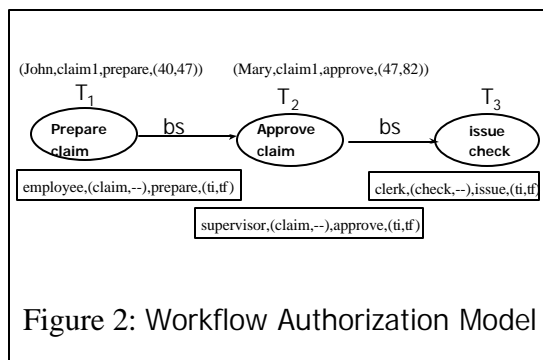 (John,claim1,prepare,(40,47)) (Mary,claim1,approve,(47,82))
T1 T2 T3
Prepare claim bs Approve claim bs issue check
employee,(claim,--),prepare,(ti,tf) clerk,(check,--),issue,(ti,tf)
supervisor,(claim,--),approve,(ti,tf)
Figure 2: Workflow Authorization Model